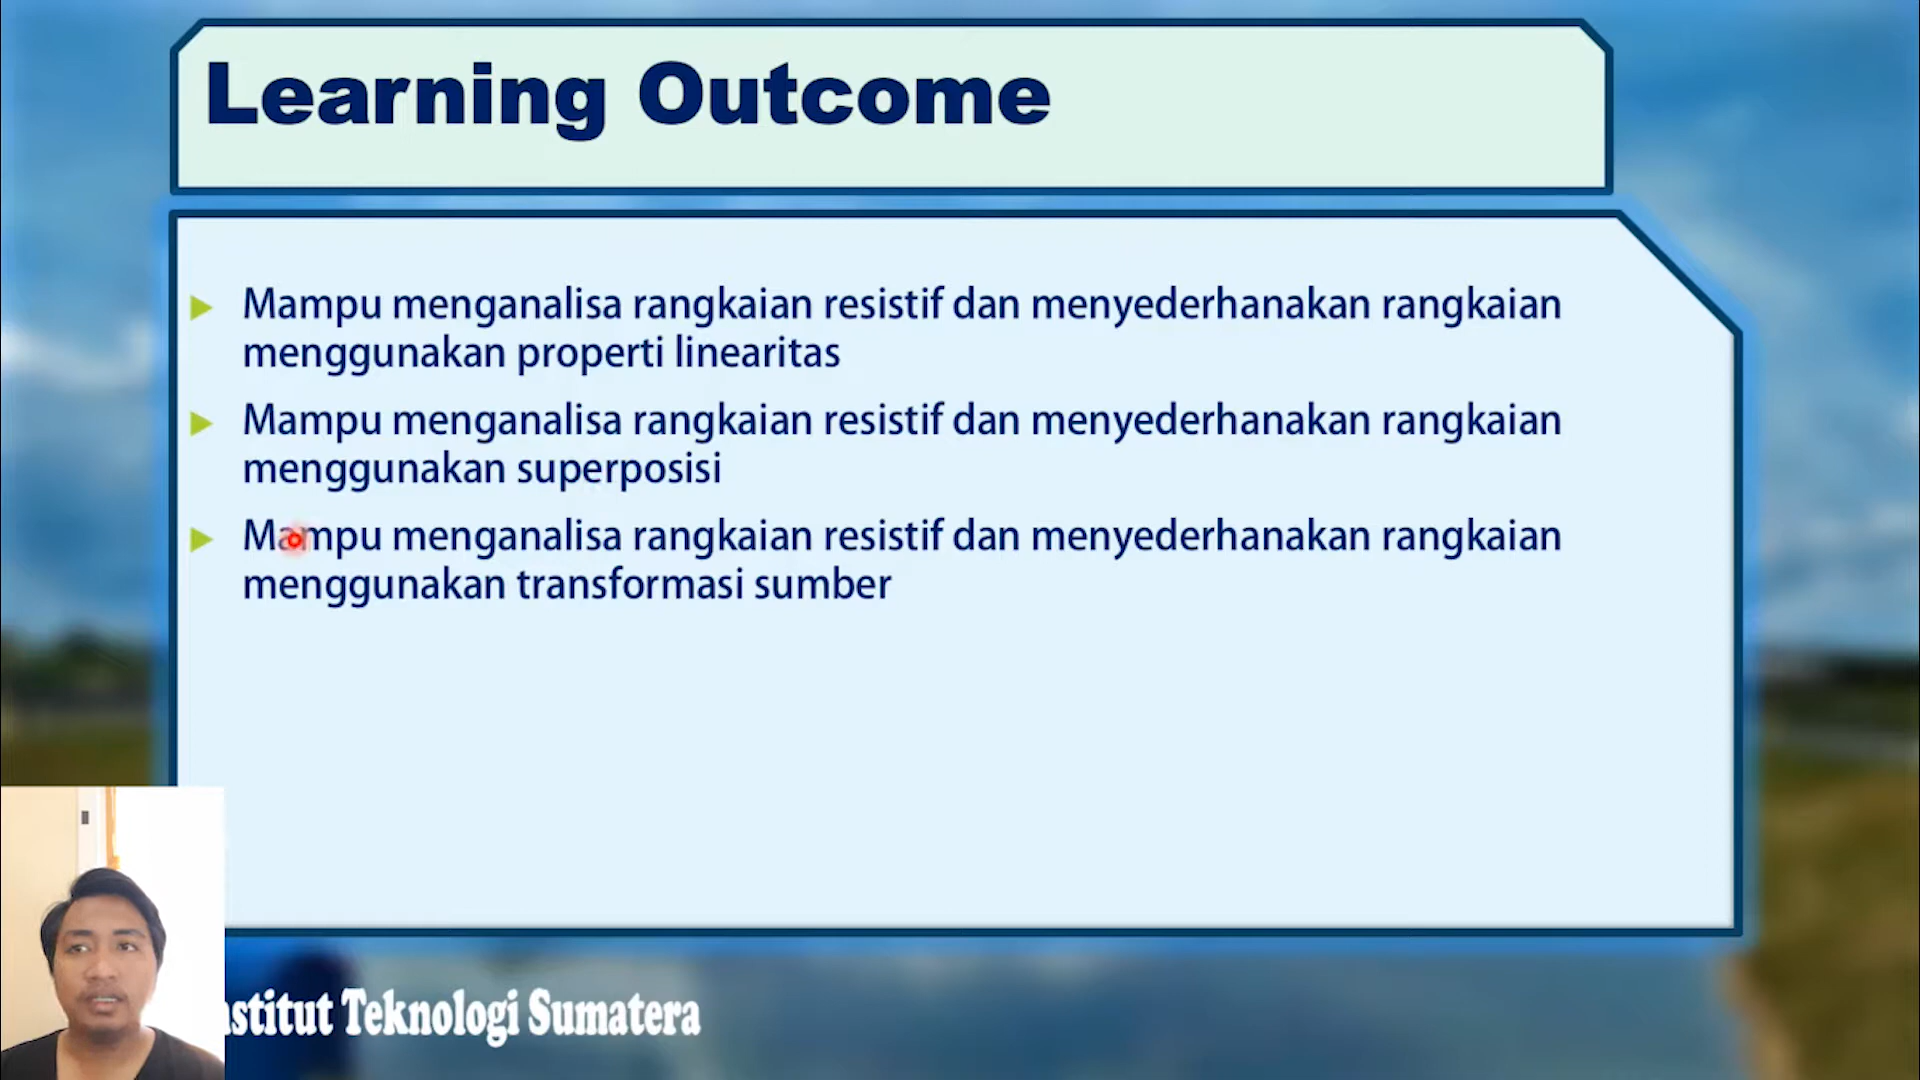 Learning Outcome
Mampu menganalisa rangkaian resistif dan menyederhanakan rangkaian
menggunakan properti linearitas
Mampu menganalisa rangkaian resistif dan menyederhanakan rangkaian
menggunakan superposisi
Mampu menganalisa rangkaian resistif dan menyederhanakan rangkaian
menggunakan transformasi sumber
nstitut Teknologi Sumatera